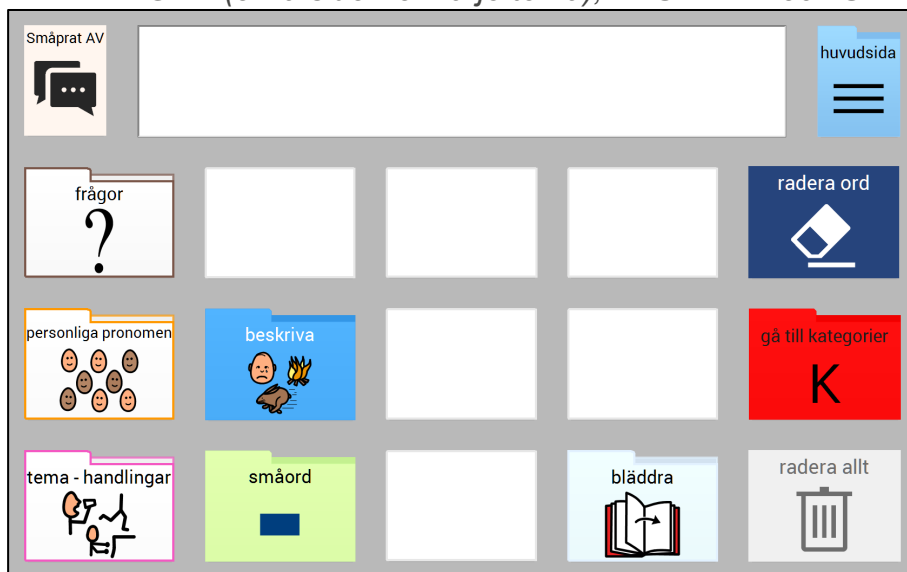 Småprat AV
huvudsida
frågor
?
radera ord
personliga pronomen
beskriva
gå till kategorier
K
tema - handlingar
småord
bläddra
radera allt